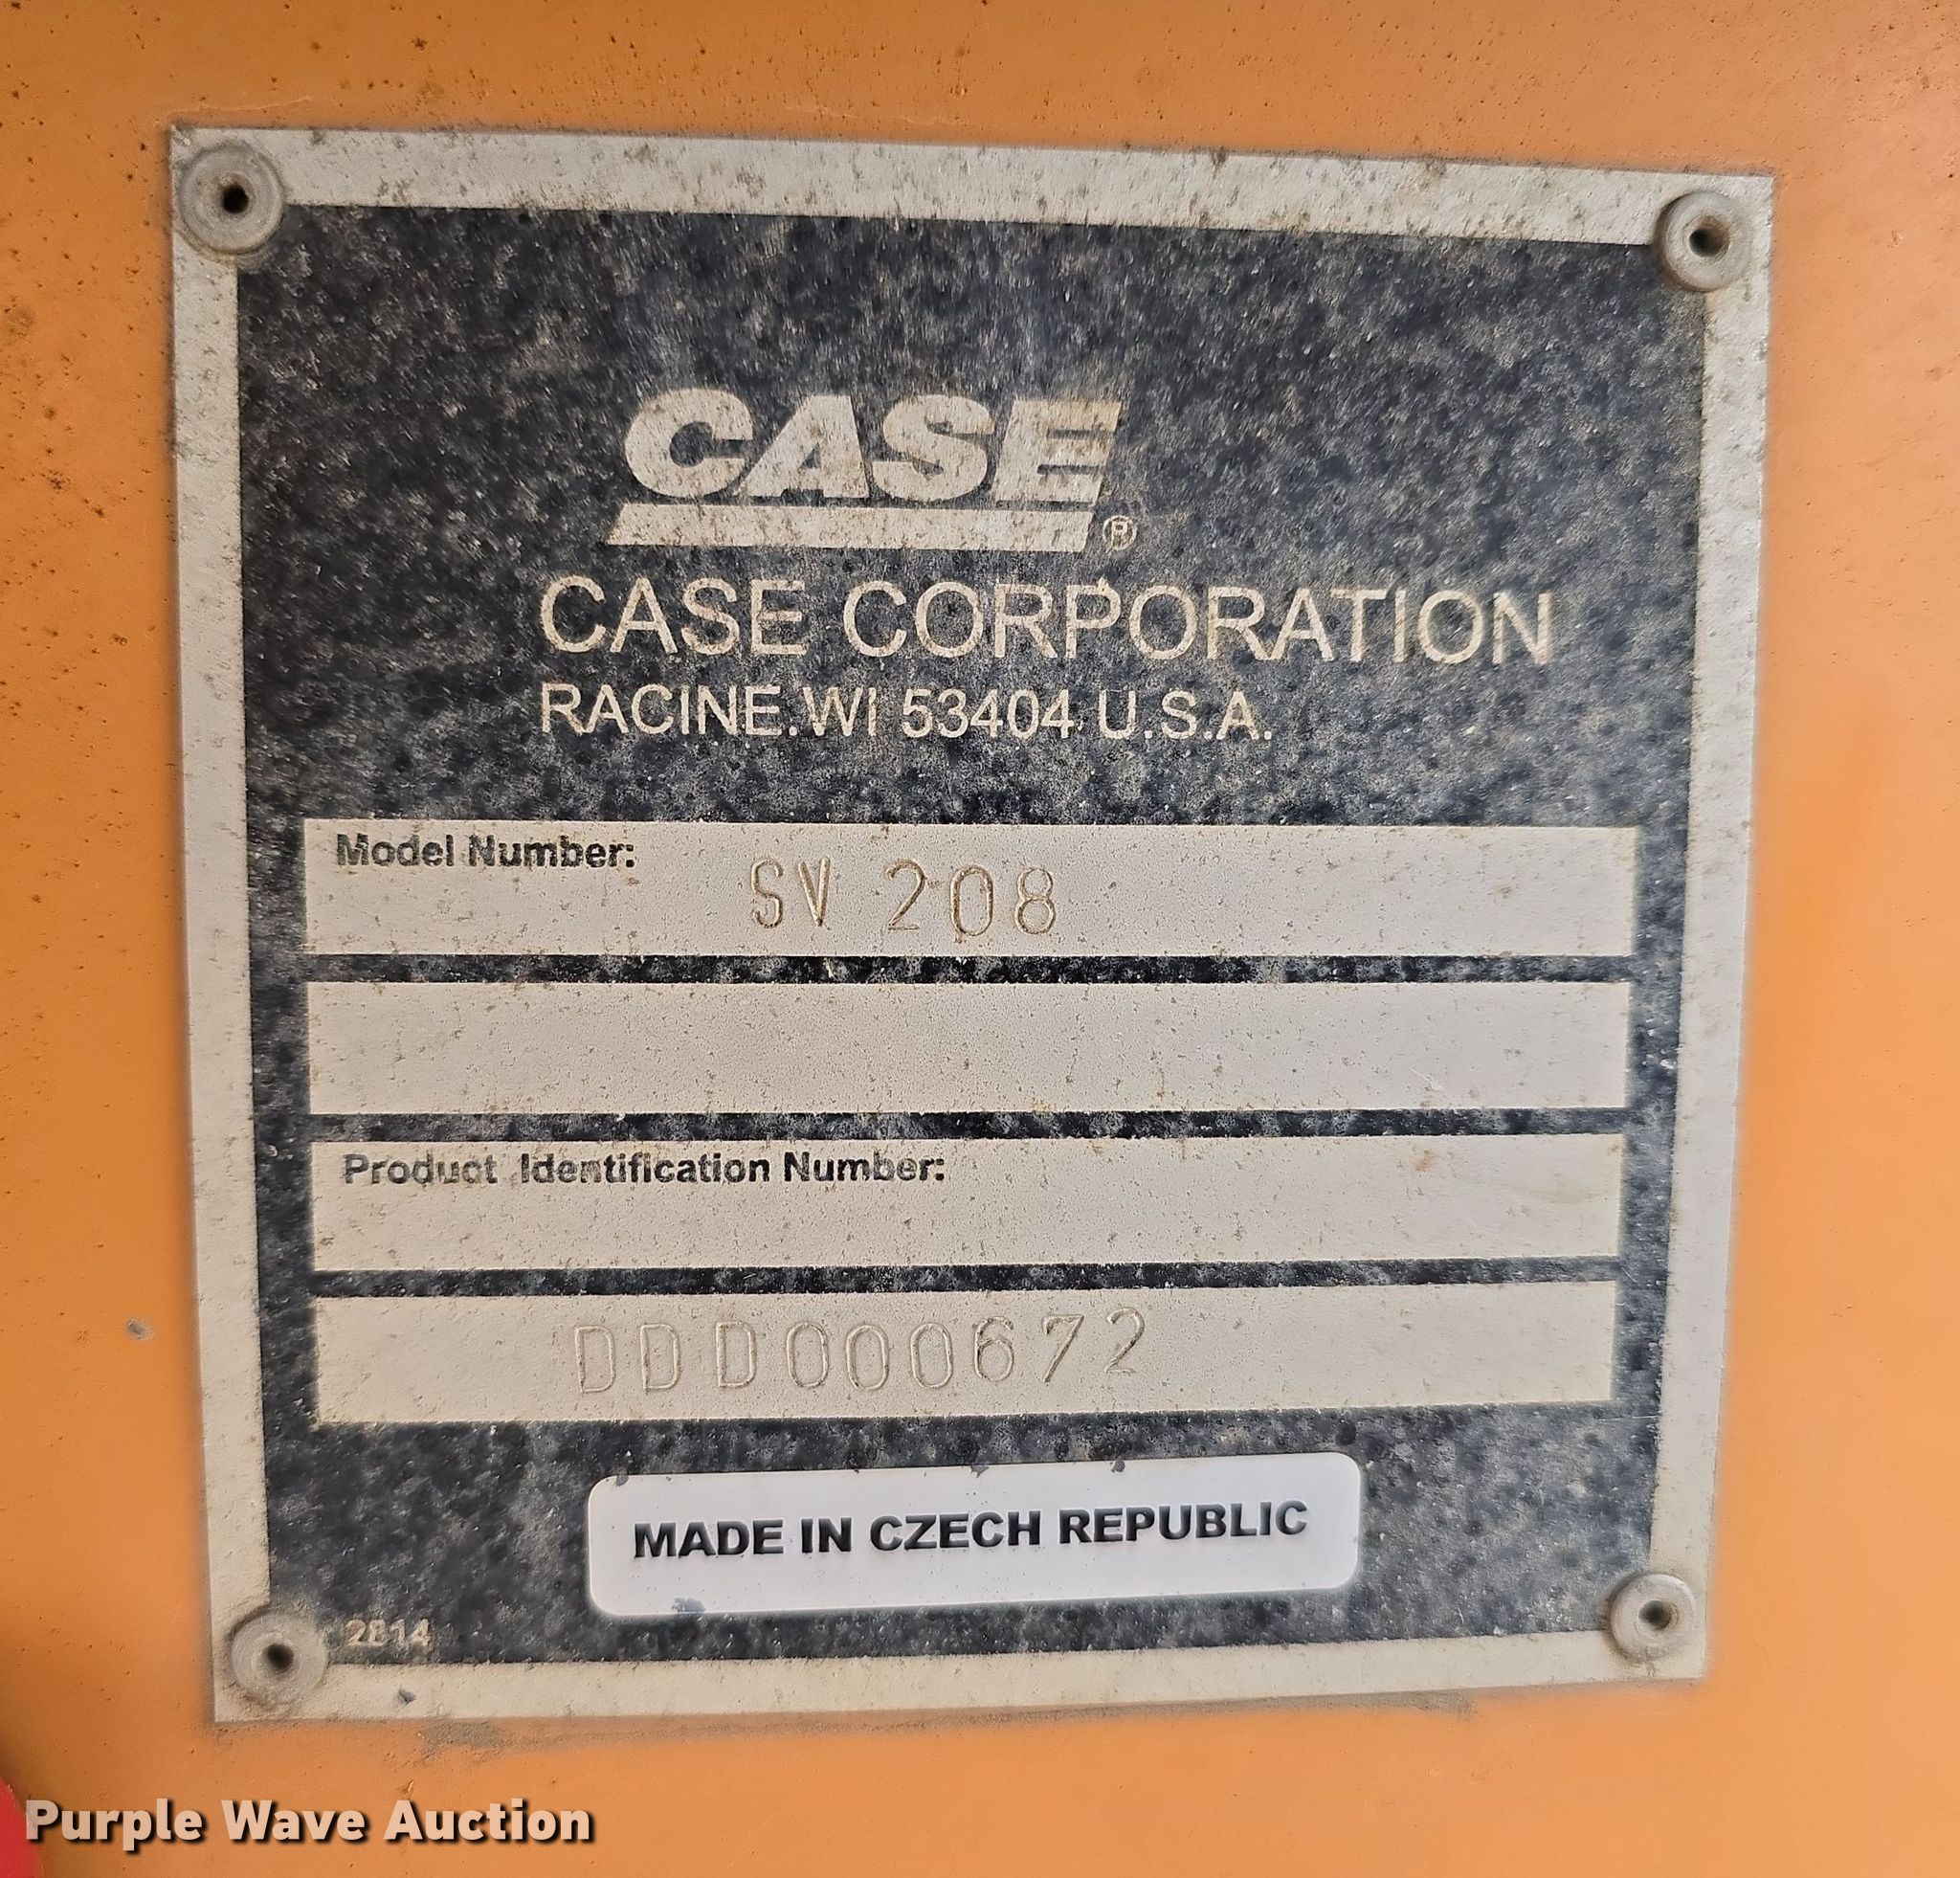 CASE®
CASE CORPORATION
RACINE.WI 53404 U.S.A.
Model Number:
SV 208
Product Identification Number:
DDD000672
MADE IN CZECH REPUBLIC
2814
Purple Wave Auction